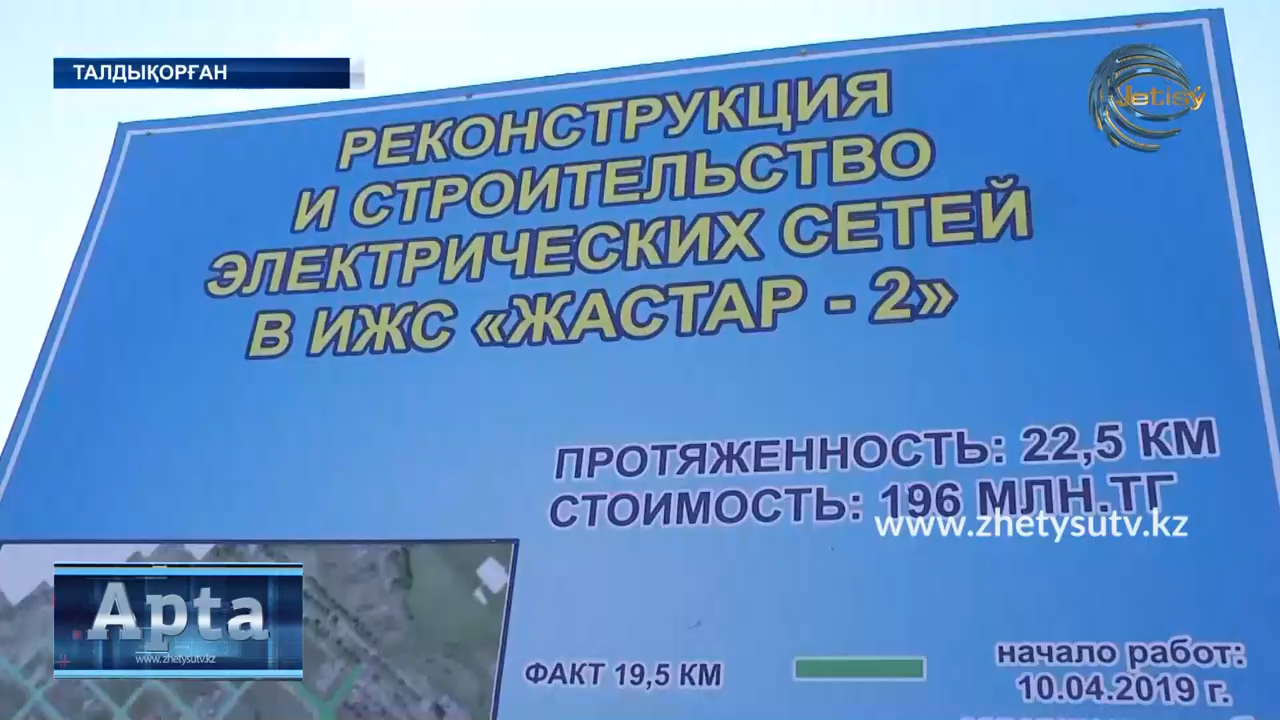 ТАЛДЫҚОРҒАН
Jetisý
РЕКОНСТРУКЦИЯ
И СТРОИТЕЛЬСТВО
ЭЛЕКТРИЧЕСКИХ СЕТЕЙ
В ИЖС «ЖАСТАР - 2»
ПРОТЯЖЕННОСТЬ: 22,5 КМ
СТОИМОСТЬ: 196 МЛН.ТГ
www.zhetysutv.kz
Apta
www.zhetysutv.kz
ФАКТ 19,5 КМ
начало работ:
10.04.2019 г.